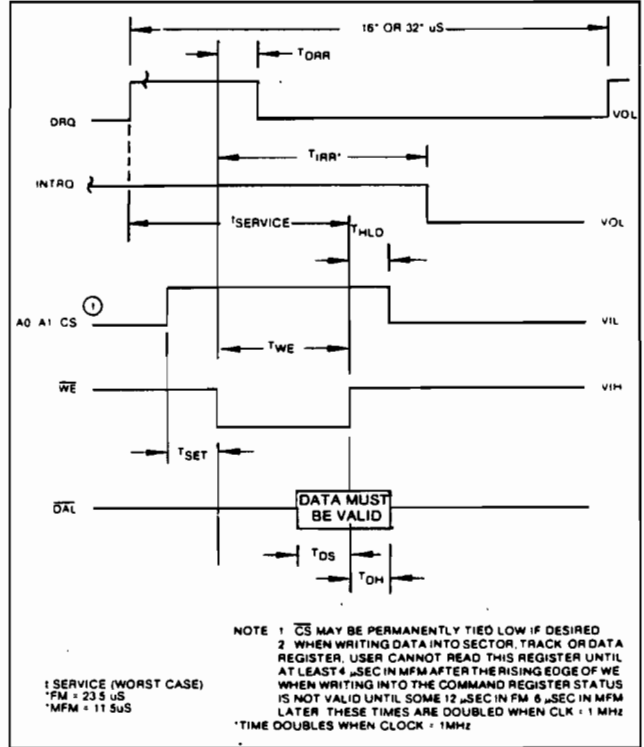 16* OR 32* uS
TDRR
DRQ
VOL
TIRR*
INTRQ
tSERVICE
VOL
THLD
1
A0 A1 CS
VIL
TWE
WE
VIH
TSET
DAL
DATA MUST
BE VALID
TDS
TDH
NOTE 1 CS MAY BE PERMANENTLY TIED LOW IF DESIRED
2 WHEN WRITING DATA INTO SECTOR, TRACK OR DATA
REGISTER, USER CANNOT READ THIS REGISTER UNTIL
AT LEAST 4 µSEC IN MFM AFTER THE RISING EDGE OF WE
WHEN WRITING INTO THE COMMAND REGISTER STATUS
IS NOT VALID UNTIL SOME 12 µSEC IN FM 6 µSEC IN MFM
LATER THESE TIMES ARE DOUBLED WHEN CLK = 1 MHz
*TIME DOUBLES WHEN CLOCK = 1MHz
t SERVICE (WORST CASE)
*FM = 23.5 uS
*MFM = 11.5uS